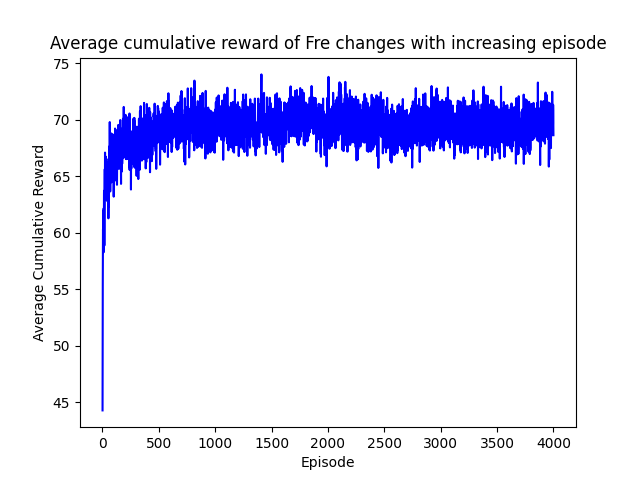 Average cumulative reward of Fre changes with increasing episode
75
70
65
60
55
50
45
Average Cumulative Reward
0 500 1000 1500 2000 2500 3000 3500 4000
Episode